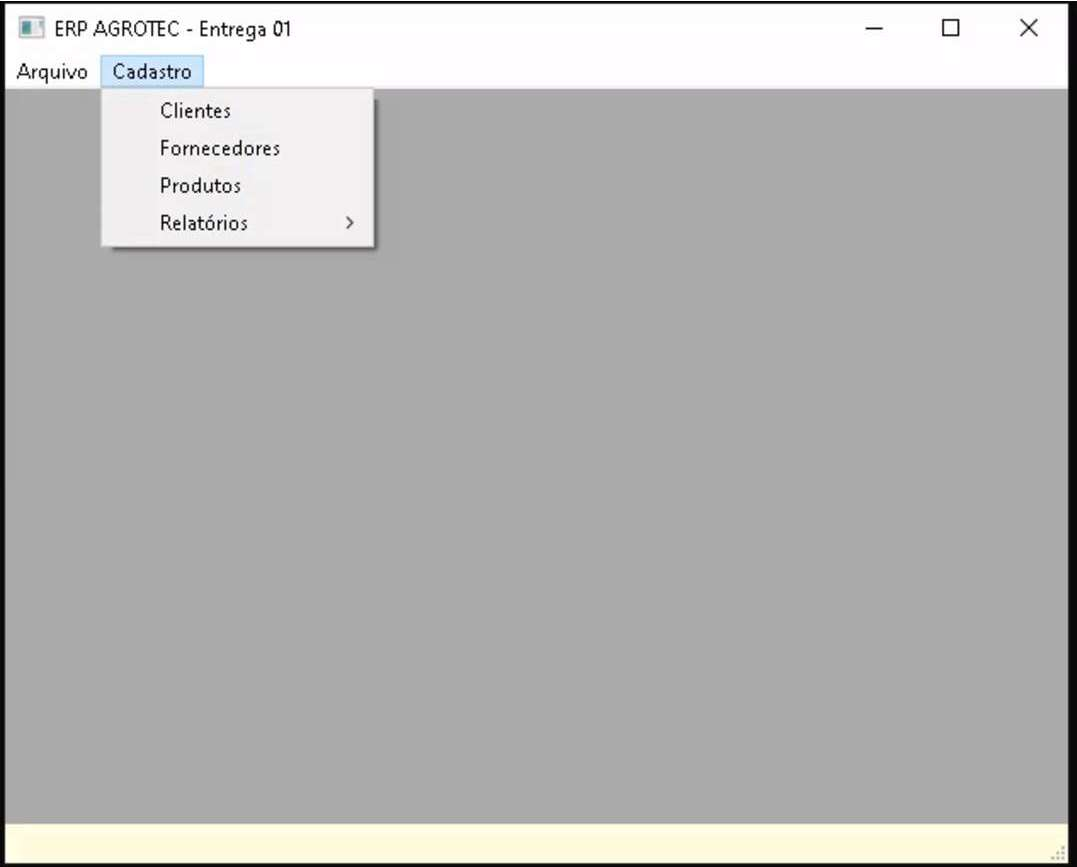 ERP AGROTEC - Entrega 01
Arquivo Cadastro
Clientes
Fornecedores
Produtos
Relatórios